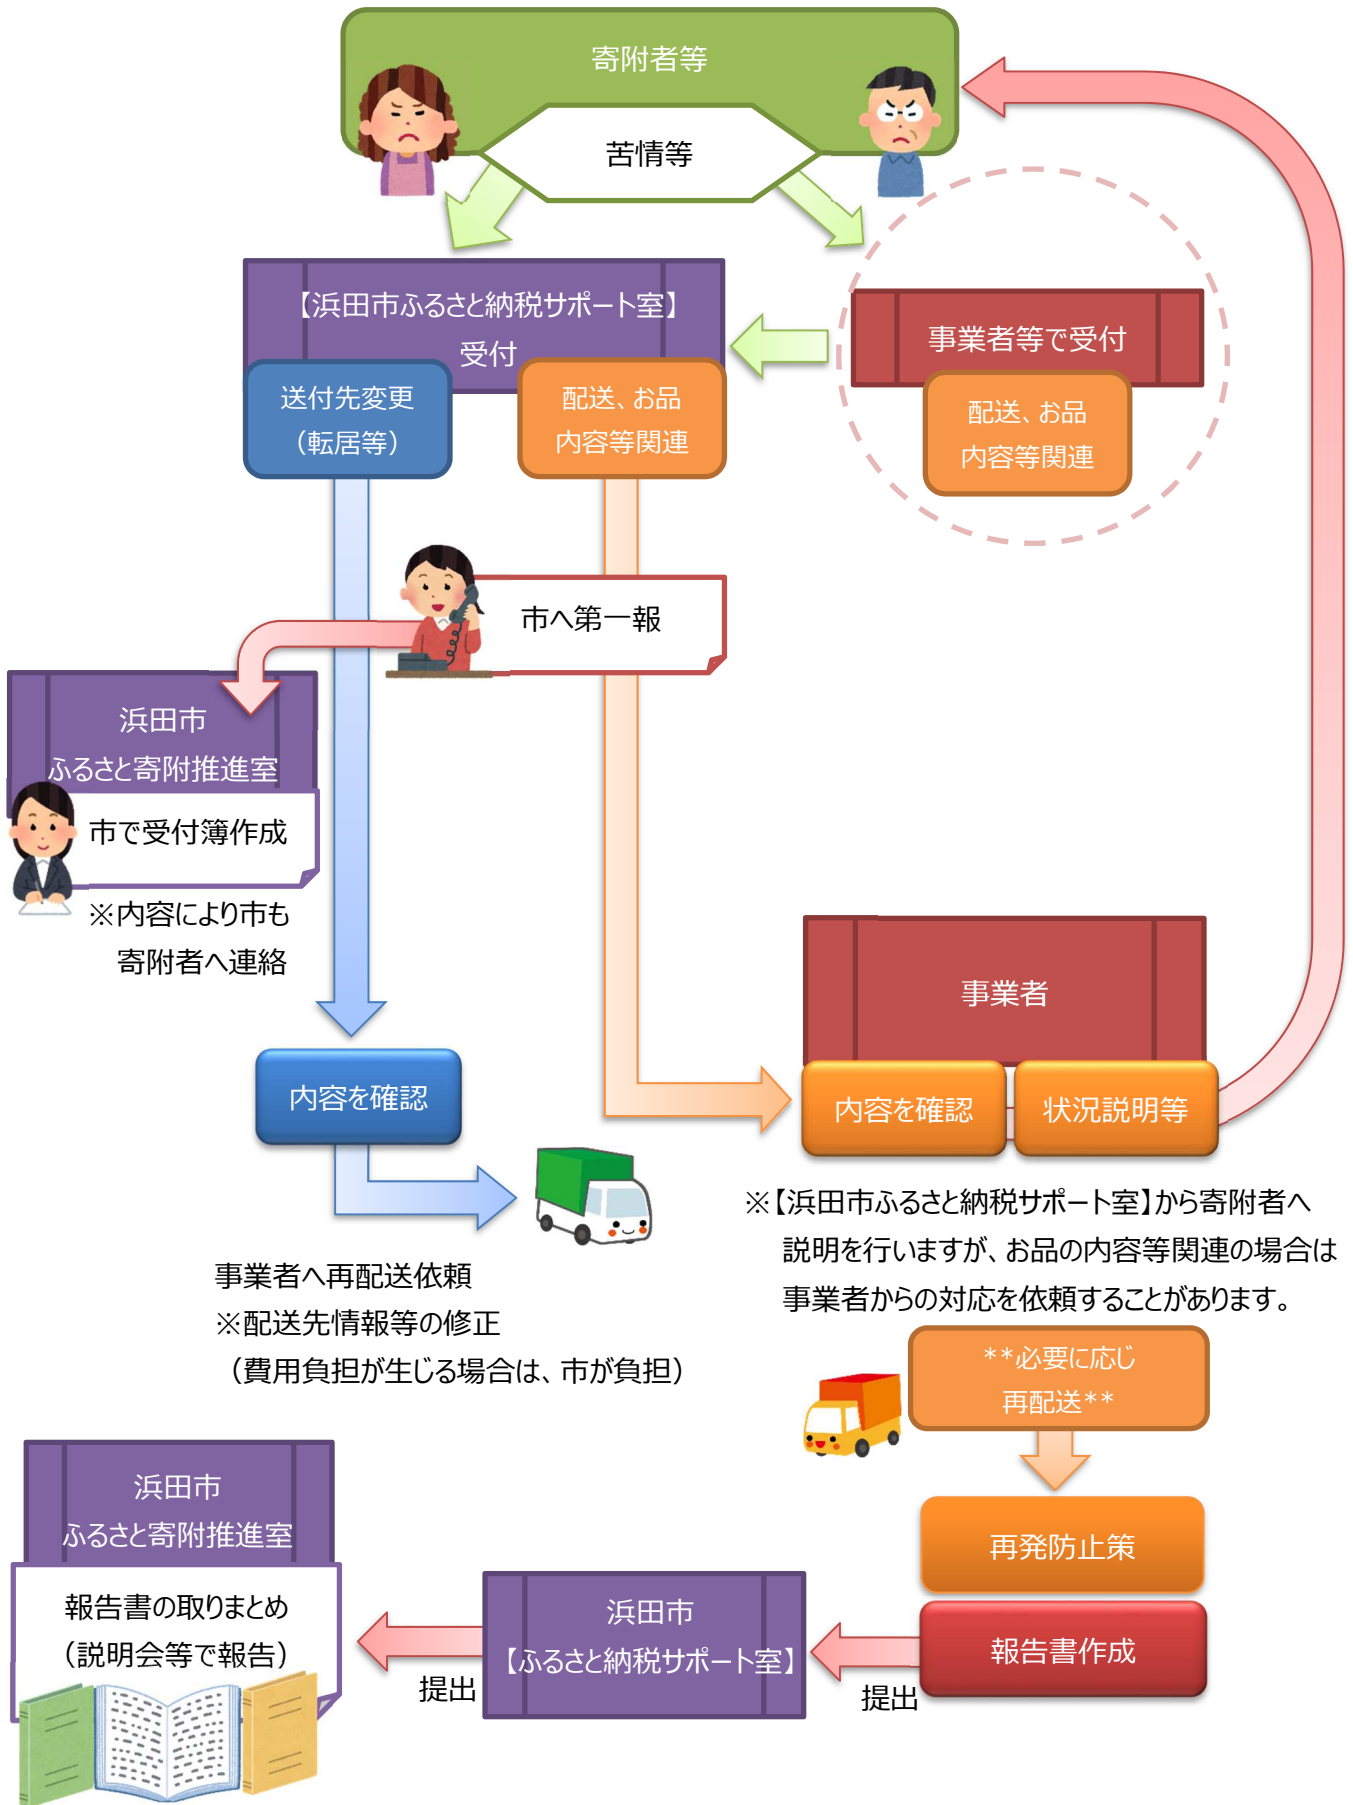 寄附者等
苦情等
【浜田市ふるさと納税サポート室】
受付
送付先変更
（転居等）
配送、お品
内容等関連
事業者等で受付
配送、お品
内容等関連
市へ第一報
浜田市
ふるさと寄附推進室
市で受付簿作成
※内容により市も
寄附者へ連絡
事業者
内容を確認
内容を確認
状況説明等
※【浜田市ふるさと納税サポート室】から寄附者へ
説明を行いますが、お品の内容等関連の場合は
事業者からの対応を依頼することがあります。
事業者へ再配送依頼
※配送先情報等の修正
（費用負担が生じる場合は、市が負担）
**必要に応じ
再配送**
再発防止策
報告書作成
提出
浜田市
【ふるさと納税サポート室】
提出
浜田市
ふるさと寄附推進室
報告書の取りまとめ
（説明会等で報告）